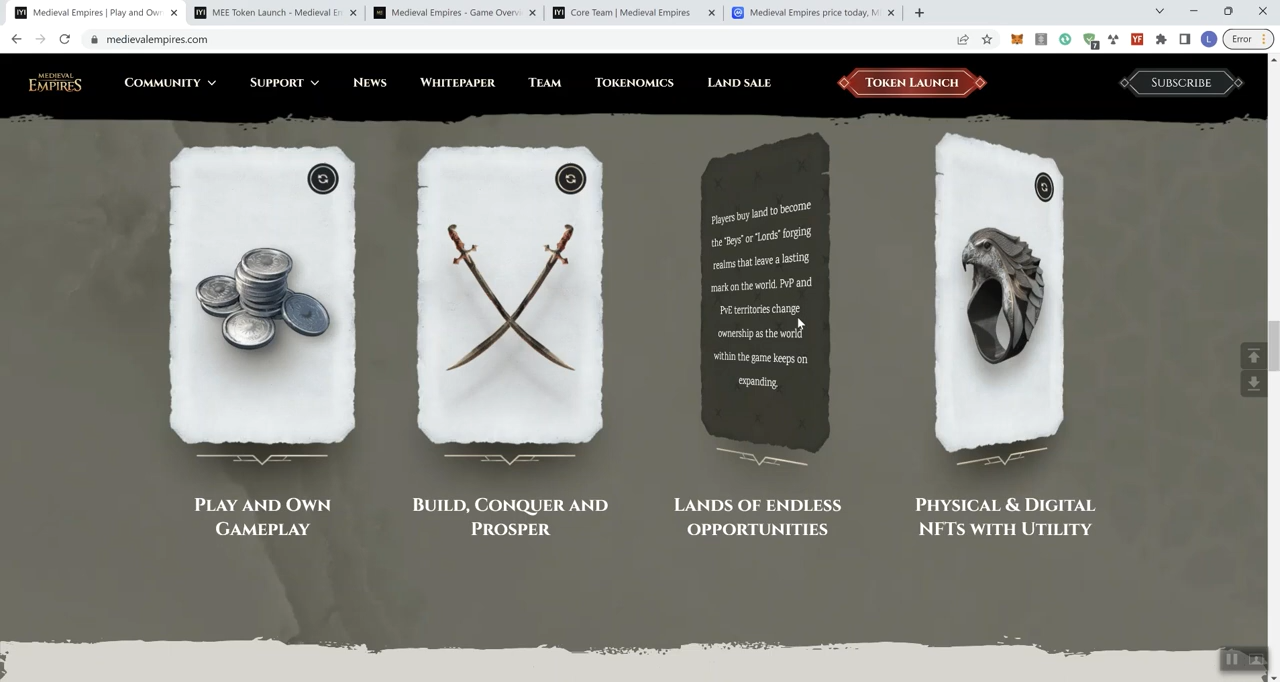 Medieval Empires | Play and Own
MEE Token Launch - Medieval Em
Medieval Empires - Game Overvi
Core Team | Medieval Empires
Medieval Empires price today, M
medievalempires.com
7
YF
L
Error
MEDIEVAL
EMPIRES
COMMUNITY
SUPPORT
NEWS
WHITEPAPER
TEAM
TOKENOMICS
LAND SALE
TOKEN LAUNCH
SUBSCRIBE
Players buy land to become
the "Beys" or "Lords" forging
realms that leave a lasting
mark on the world. PvP and
PvE territories change
ownership as the world
within the game keeps on
expanding.
PLAY AND OWN
GAMEPLAY
BUILD, CONQUER AND
PROSPER
LANDS OF ENDLESS
OPPORTUNITIES
PHYSICAL & DIGITAL
NFTS WITH UTILITY